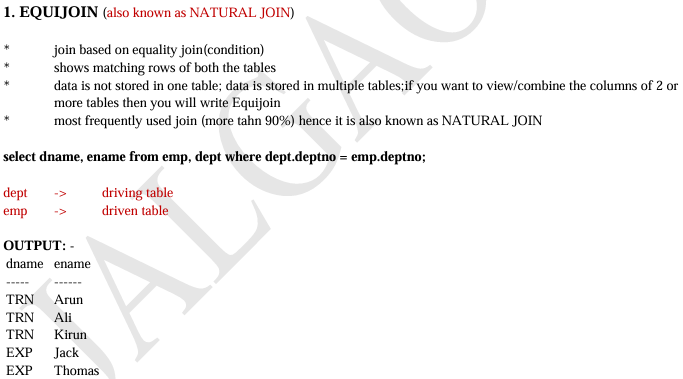 1. EQUIJOIN (also known as NATURAL JOIN)
* join based on equality join(condition)
* shows matching rows of both the tables
* data is not stored in one table; data is stored in multiple tables;if you want to view/combine the columns of 2 or
more tables then you will write Equijoin
* most frequently used join (more tahn 90%) hence it is also known as NATURAL JOIN
select dname, ename from emp, dept where dept.deptno = emp.deptno;
dept -> driving table
emp -> driven table
OUTPUT: -
dname ename
----- ------
TRN Arun
TRN Ali
TRN Kirun
EXP Jack
EXP Thomas